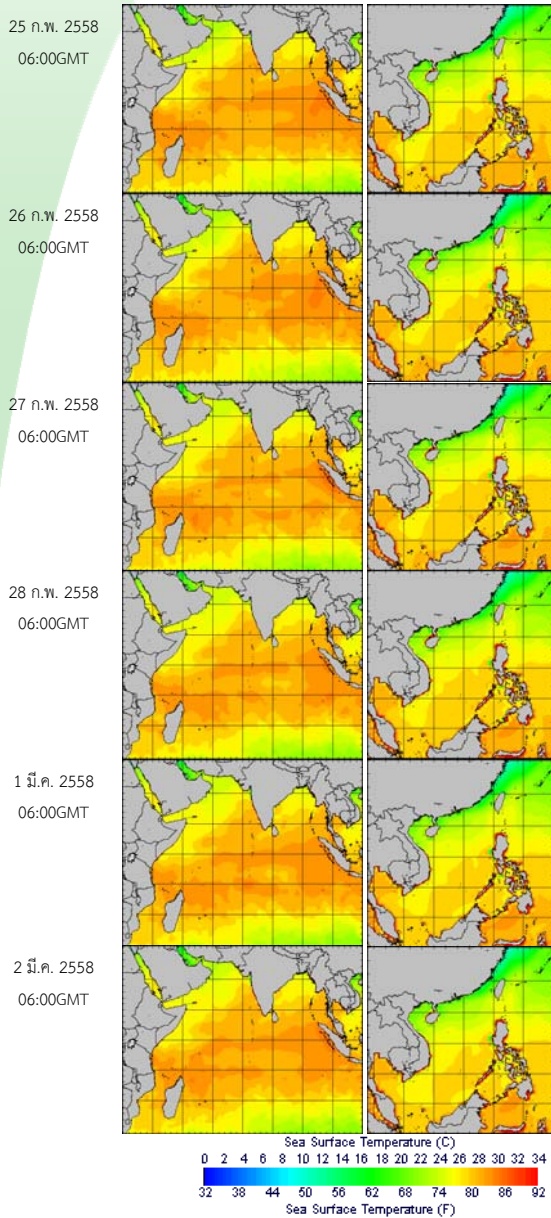 25 ก.พ. 2558
06:00GMT
26 ก.พ. 2558
06:00GMT
27 ก.พ. 2558
06:00GMT
28 ก.พ. 2558
06:00GMT
1 มี.ค. 2558
06:00GMT
2 มี.ค. 2558
06:00GMT
Sea Surface Temperature (C)
0 2 4 6 8 10 12 14 16 18 20 22 24 26 28 30 32 34
32 38 44 50 56 62 68 74 80 86 92
Sea Surface Temperature (F)